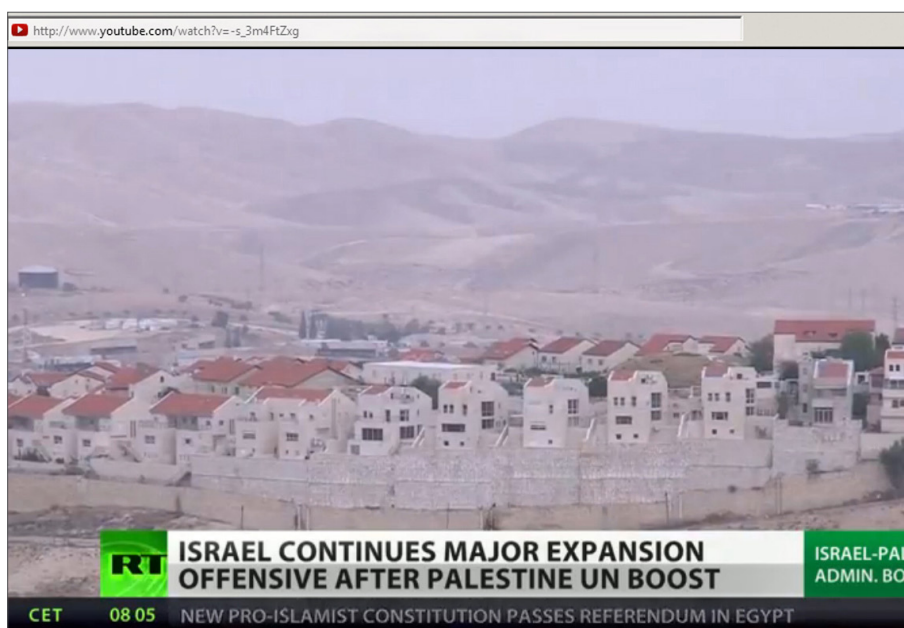 http://www.youtube.com/watch?v=-s_3m4FtZxg
RT
ISRAEL CONTINUES MAJOR EXPANSION
OFFENSIVE AFTER PALESTINE UN BOOST
ISRAEL-PAL
ADMIN. BO
CET 08 05 NEW PRO-ISLAMIST CONSTITUTION PASSES REFERENDUM IN EGYPT